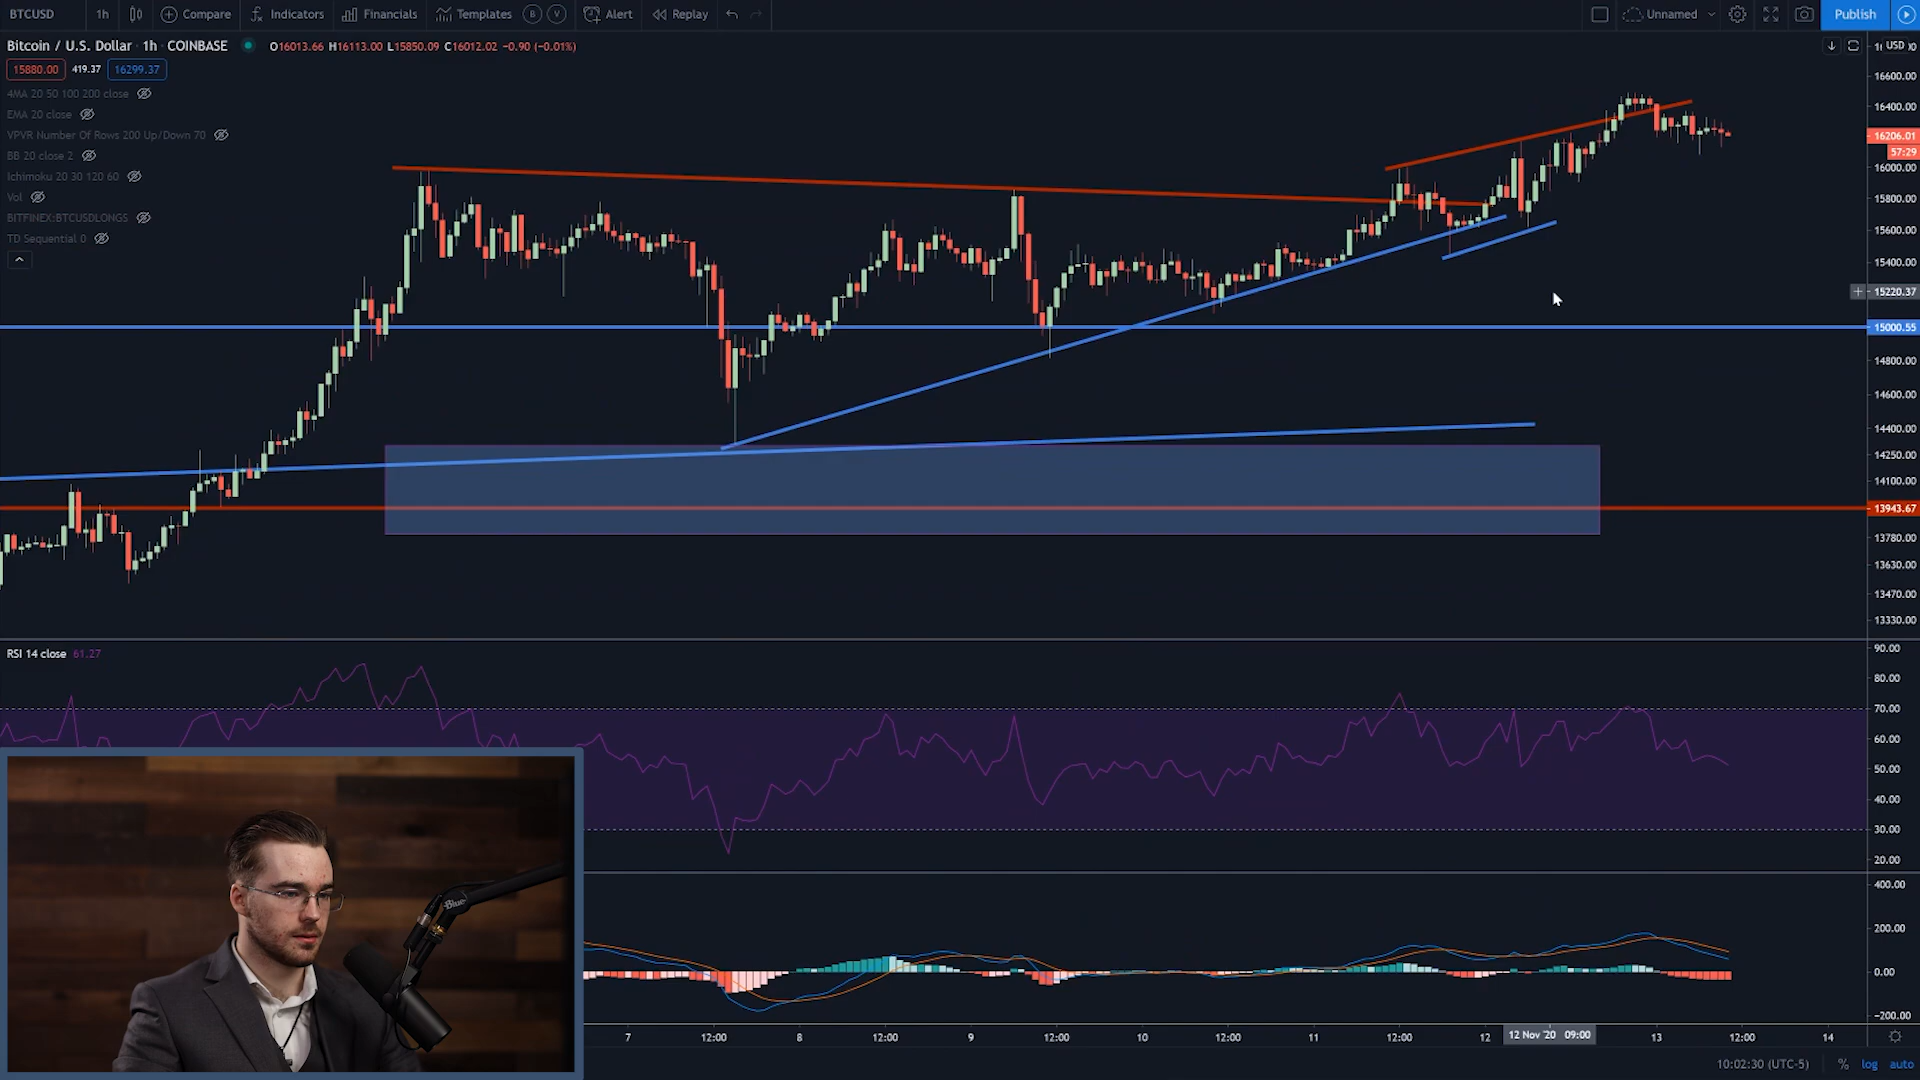 BTCUSD 1h Compare Indicators Financials Templates B V Alert Replay Unnamed Publish
Bitcoin / U.S. Dollar · 1h · COINBASE O16013.66 H16113.00 L15850.09 C16012.02 −0.90 (−0.01%) USD
15880.00 419.37 16299.37
4MA 20 50 100 200 close
EMA 20 close
VPVR Number Of Rows 200 Up/Down 70
BB 20 close 2
Ichimoku 20 30 120 60
Vol
BITFINEX:BTCUSDLONGS
TD Sequential 0
16600.00
16400.00
16206.01
57:29
16000.00
15800.00
15600.00
15400.00
15220.37
15000.55
14800.00
14600.00
14400.00
14250.00
14100.00
13943.67
13780.00
13630.00
13470.00
13330.00
RSI 14 close 61.27
90.00
80.00
70.00
60.00
50.00
40.00
30.00
20.00
400.00
200.00
0.00
−200.00
Blue
7 12:00 8 12:00 9 12:00 10 12:00 11 12:00 12 12 Nov '20 09:00 13 12:00 14
10:02:30 (UTC-5) % log auto